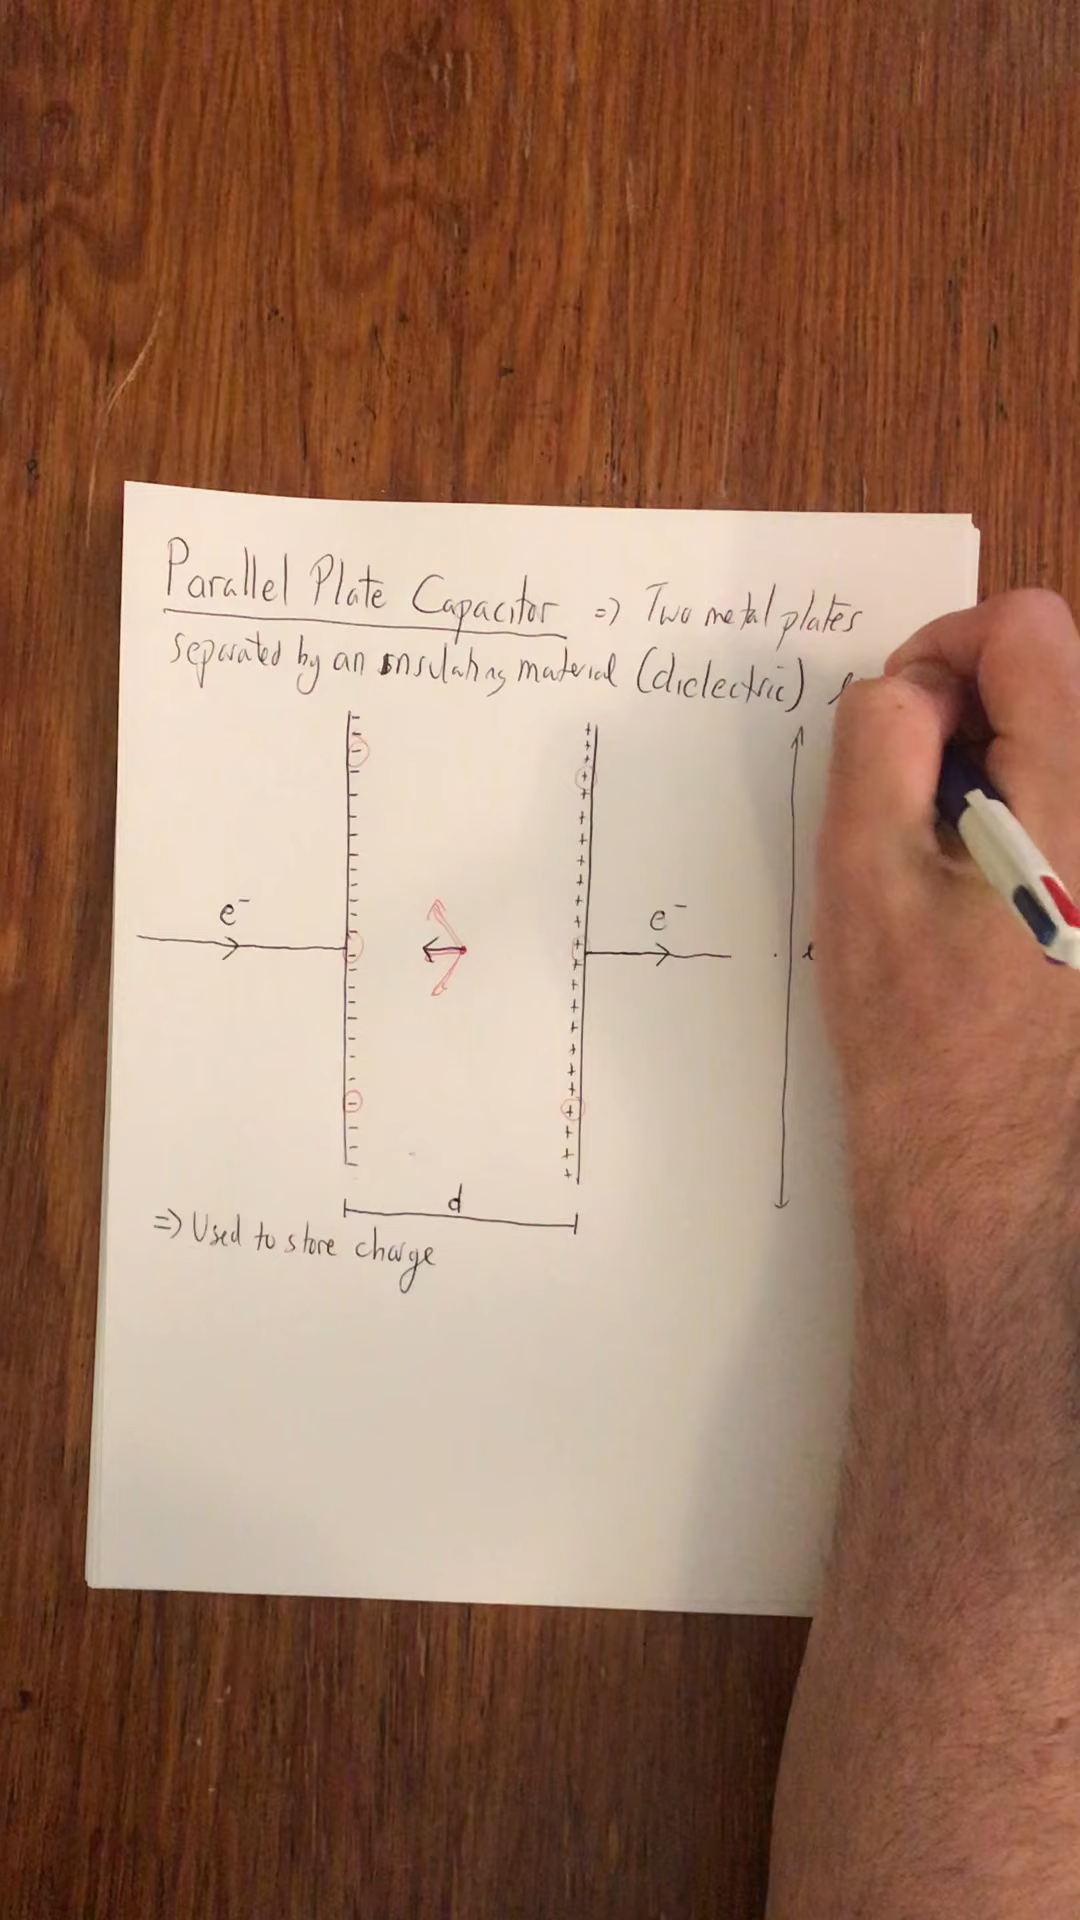 Parallel Plate Capacitor => Two metal plates
separated by an insulating material (dielectric)
e⁻
e⁻
d
=> Used to store charge